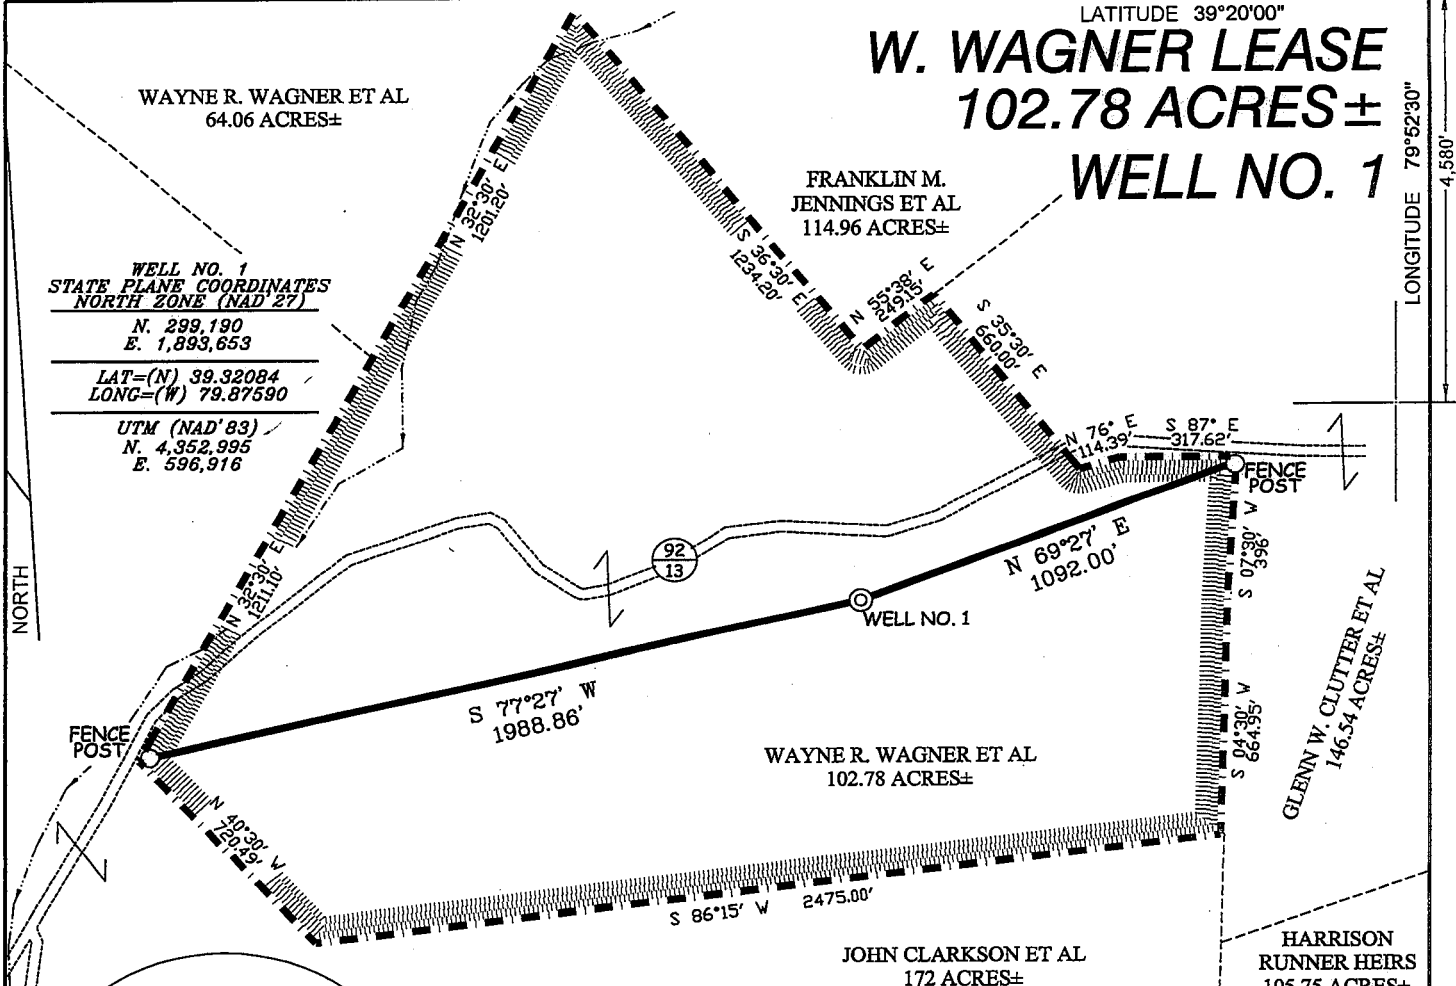 LATITUDE 39°20'00"
W. WAGNER LEASE
102.78 ACRES±
WELL NO. 1
LONGITUDE 79°52'30"
4,580'
WAYNE R. WAGNER ET AL
64.06 ACRES±
FRANKLIN M.
JENNINGS ET AL
114.96 ACRES±
WELL NO. 1
STATE PLANE COORDINATES
NORTH ZONE (NAD'27)
N. 299,190
E. 1,893,653
LAT=(N) 39.32084
LONG=(W) 79.87590
UTM (NAD'83)
N. 4,352,995
E. 596,916
N 32°30' E
1201.20'
S 36°30' E
1234.20'
N 55°38' E
249.15'
S 35°30' E
660.00'
N 76° E
114.39'
S 87° E
317.62'
FENCE
POST
N 32°30' E
1211.10'
92
13
NORTH
N 69°27' E
1092.00'
WELL NO. 1
S 07°30' W
396'
S 77°27' W
1988.86'
FENCE
POST
WAYNE R. WAGNER ET AL
102.78 ACRES±
S 04°30' W
664.95'
GLENN W. CLUTTER ET AL
146.54 ACRES±
N 40°30' W
720.49'
S 86°15' W 2475.00'
JOHN CLARKSON ET AL
172 ACRES±
HARRISON
RUNNER HEIRS
105.75 ACRES±